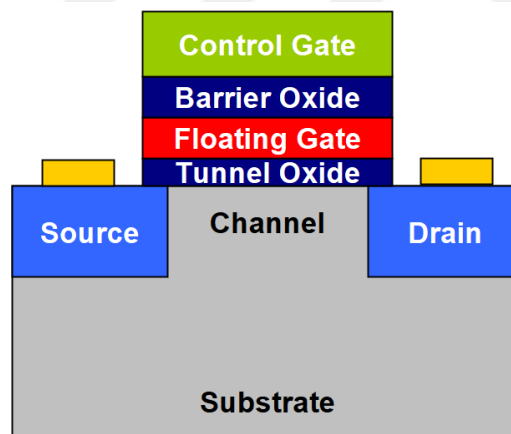 Control Gate
Barrier Oxide
Floating Gate
Tunnel Oxide
Source
Channel
Drain
Substrate